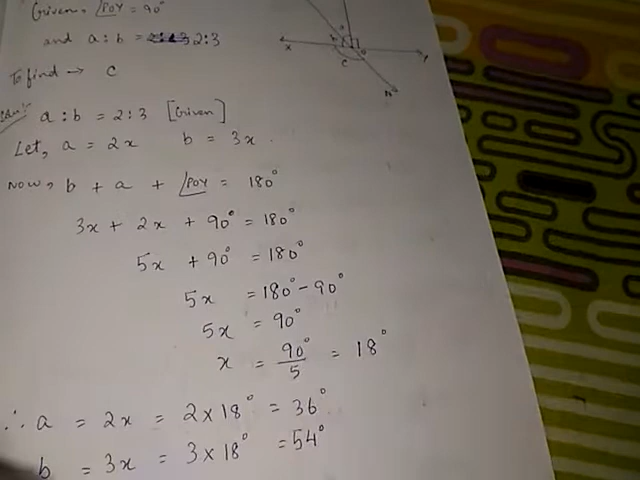 Given, ∠POY = 90°
and a : b = 2 : 3
To find → c
a : b = 2 : 3 [Given]
Let, a = 2x b = 3x.
Now, b + a + ∠POY = 180°
3x + 2x + 90° = 180°
5x + 90° = 180°
5x = 180° - 90°
5x = 90°
x = 90°/5 = 18°
∴ a = 2x = 2 × 18° = 36°
b = 3x = 3 × 18° = 54°
X
c